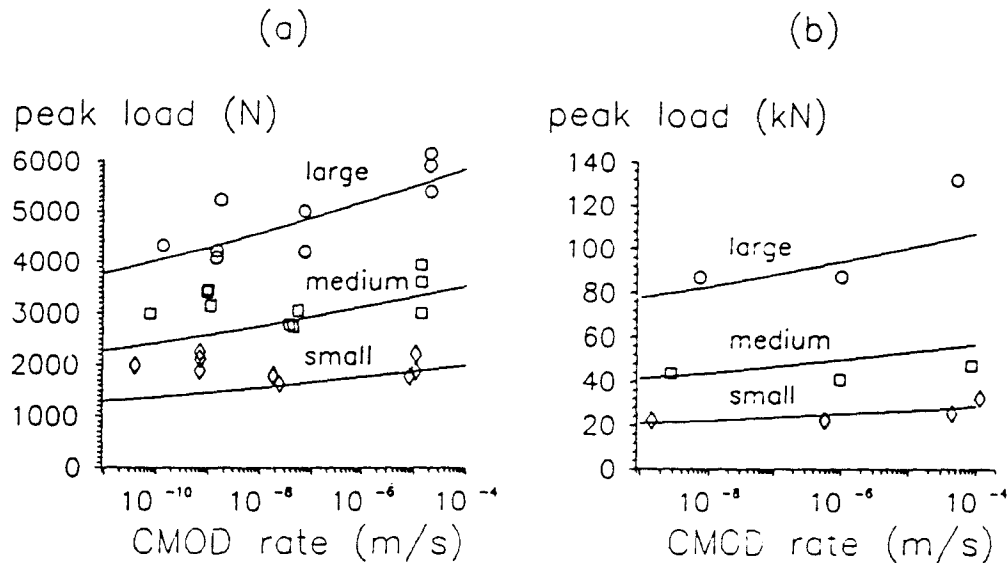 (a)
peak load (N)
6000
5000
4000
3000
2000
1000
0
large
medium
small
10⁻¹⁰ 10⁻⁸ 10⁻⁶ 10⁻⁴
CMOD rate (m/s)
(b)
peak load (kN)
140
120
100
80
60
40
20
0
large
medium
small
10⁻⁸ 10⁻⁶ 10⁻⁴
CMOD rate (m/s)